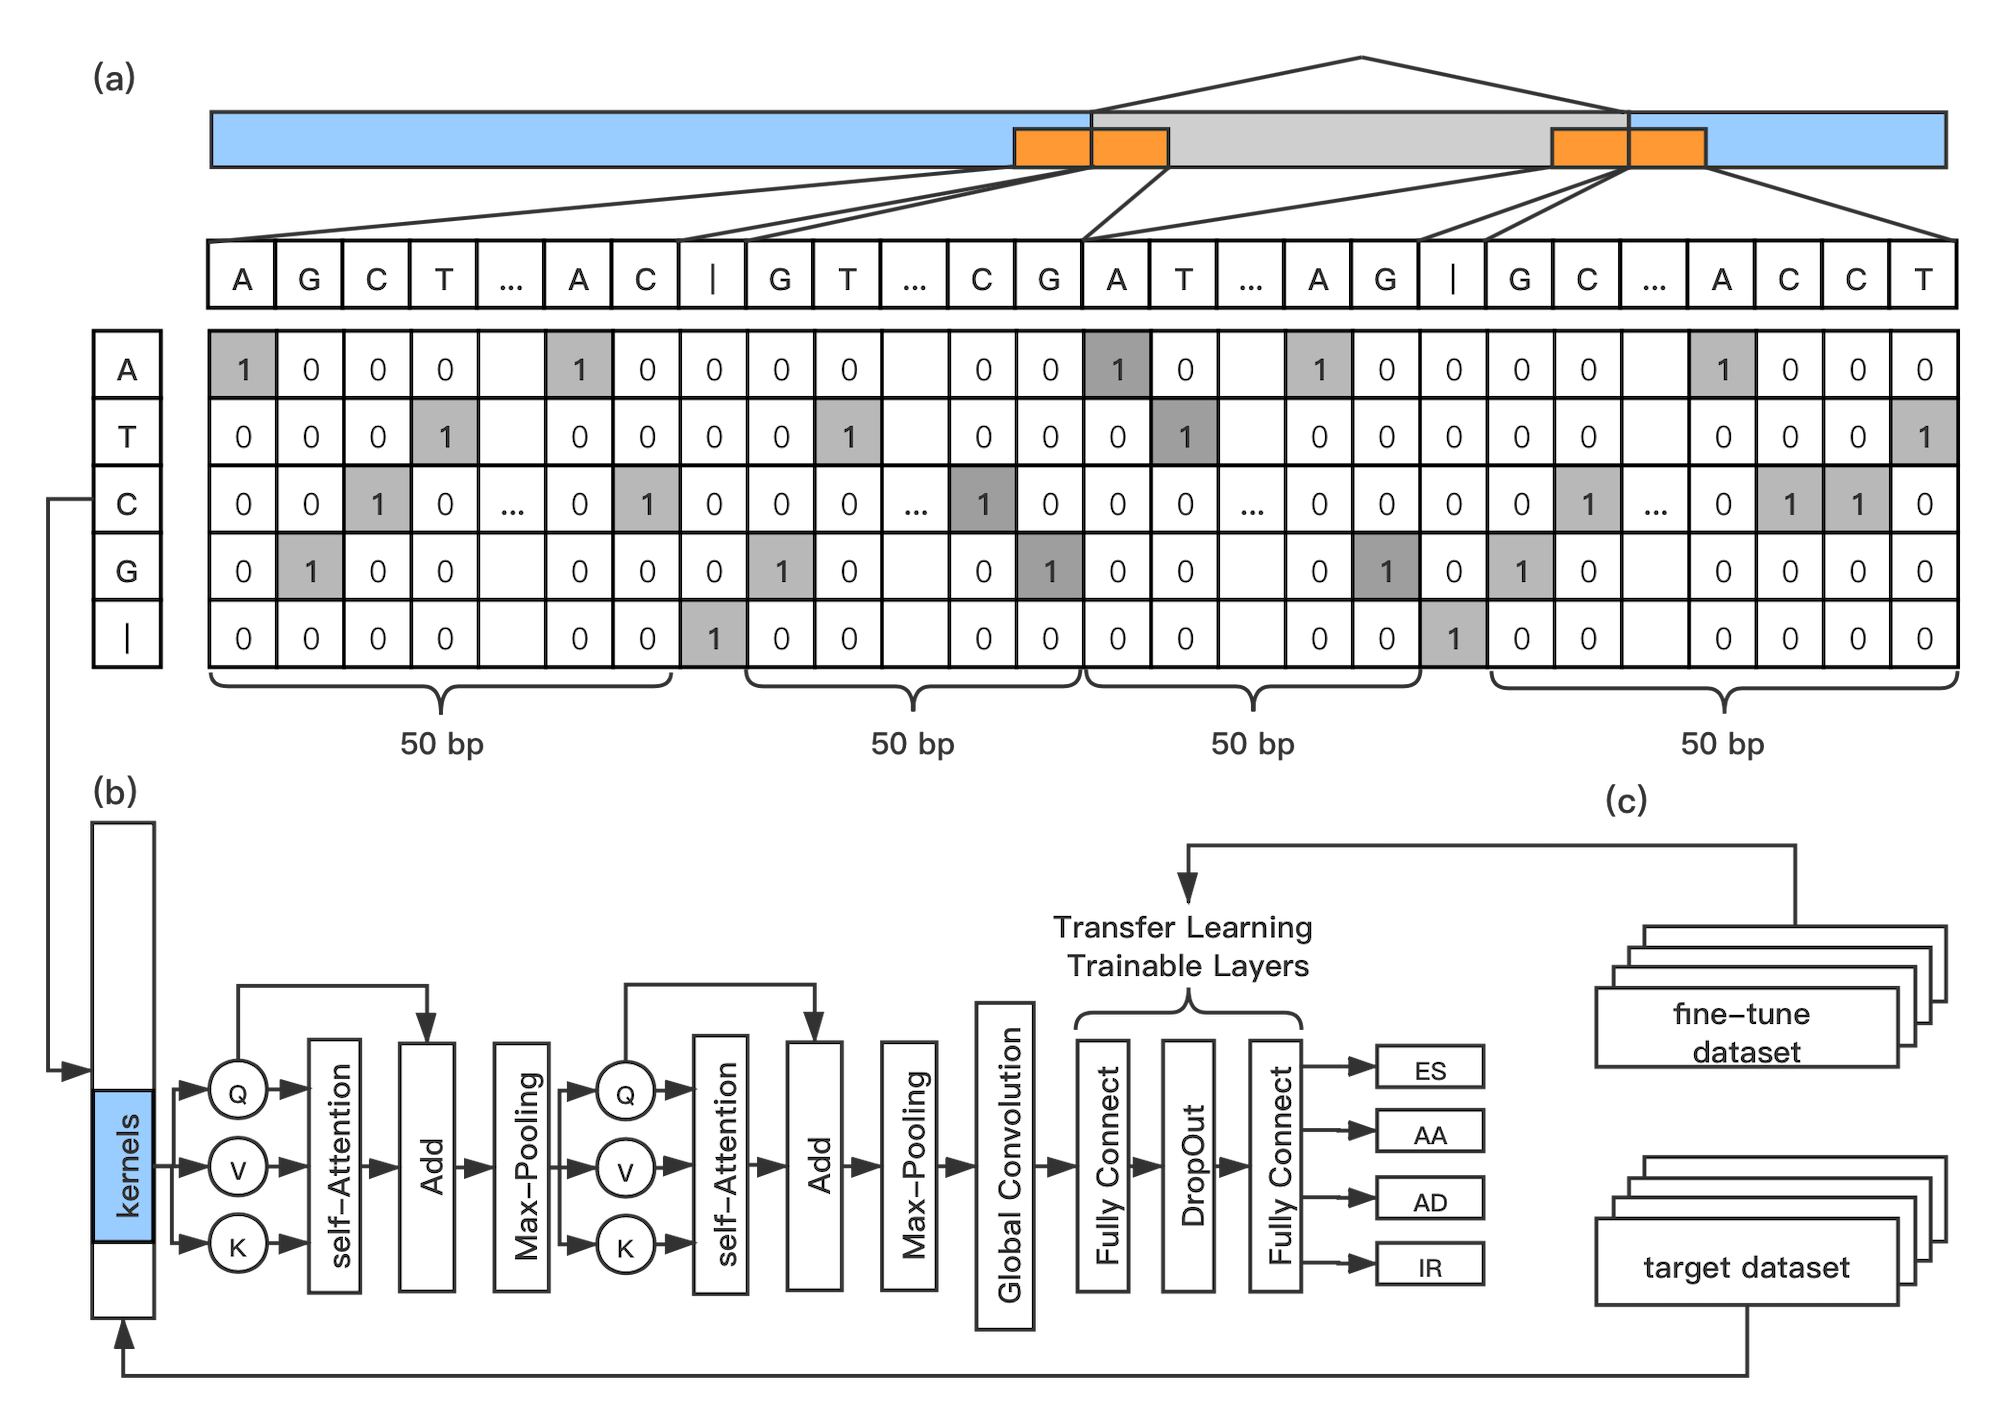 (a)
A G C T ... A C | G T ... C G A T ... A G | G C ... A C C T
A 1 0 0 0 1 0 0 0 0 0 0 1 0 1 0 0 0 0 1 0 0 0
T 0 0 0 1 0 0 0 0 1 0 0 0 1 0 0 0 0 0 0 0 0 1
C 0 0 1 0 ... 0 1 0 0 0 ... 1 0 0 0 ... 0 0 0 0 1 ... 0 1 1 0
G 0 1 0 0 0 0 0 1 0 0 1 0 0 0 1 0 1 0 0 0 0 0
| 0 0 0 0 0 0 1 0 0 0 0 0 0 0 0 1 0 0 0 0 0 0
50 bp 50 bp 50 bp 50 bp
(b)
(c)
Transfer Learning
Trainable Layers
fine-tune
dataset
target dataset
kernels
Q
V
K
self-Attention
Add
Max-Pooling
Q
V
K
self-Attention
Add
Max-Pooling
Global Convolution
Fully Connect
DropOut
Fully Connect
ES
AA
AD
IR